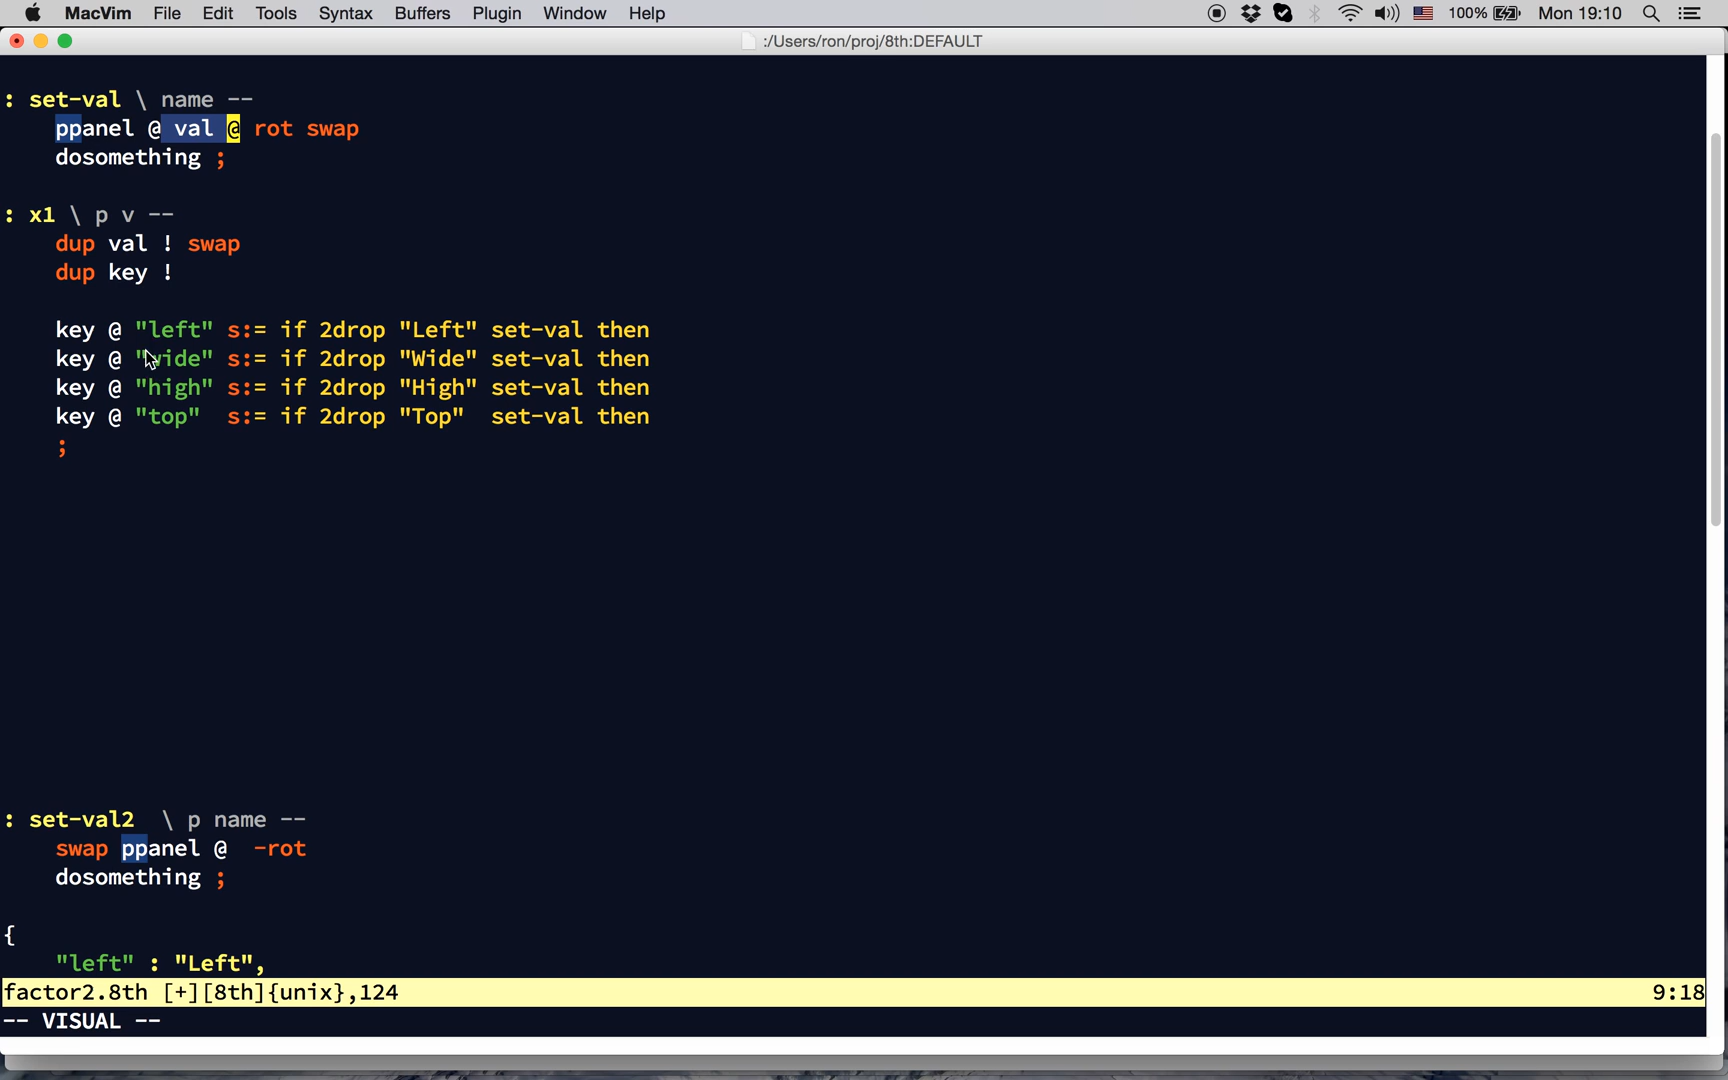 MacVim File Edit Tools Syntax Buffers Plugin Window Help 100% Mon 19:10
:/Users/ron/proj/8th:DEFAULT
: set-val \ name --
ppanel @ val @ rot swap
dosomething ;
: x1 \ p v --
dup val ! swap
dup key !
key @ "left" s:= if 2drop "Left" set-val then
key @ "wide" s:= if 2drop "Wide" set-val then
key @ "high" s:= if 2drop "High" set-val then
key @ "top"  s:= if 2drop "Top"  set-val then
;
: set-val2  \ p name --
swap ppanel @  -rot
dosomething ;
{
"left" : "Left",
factor2.8th [+][8th]{unix},124 9:18
-- VISUAL --